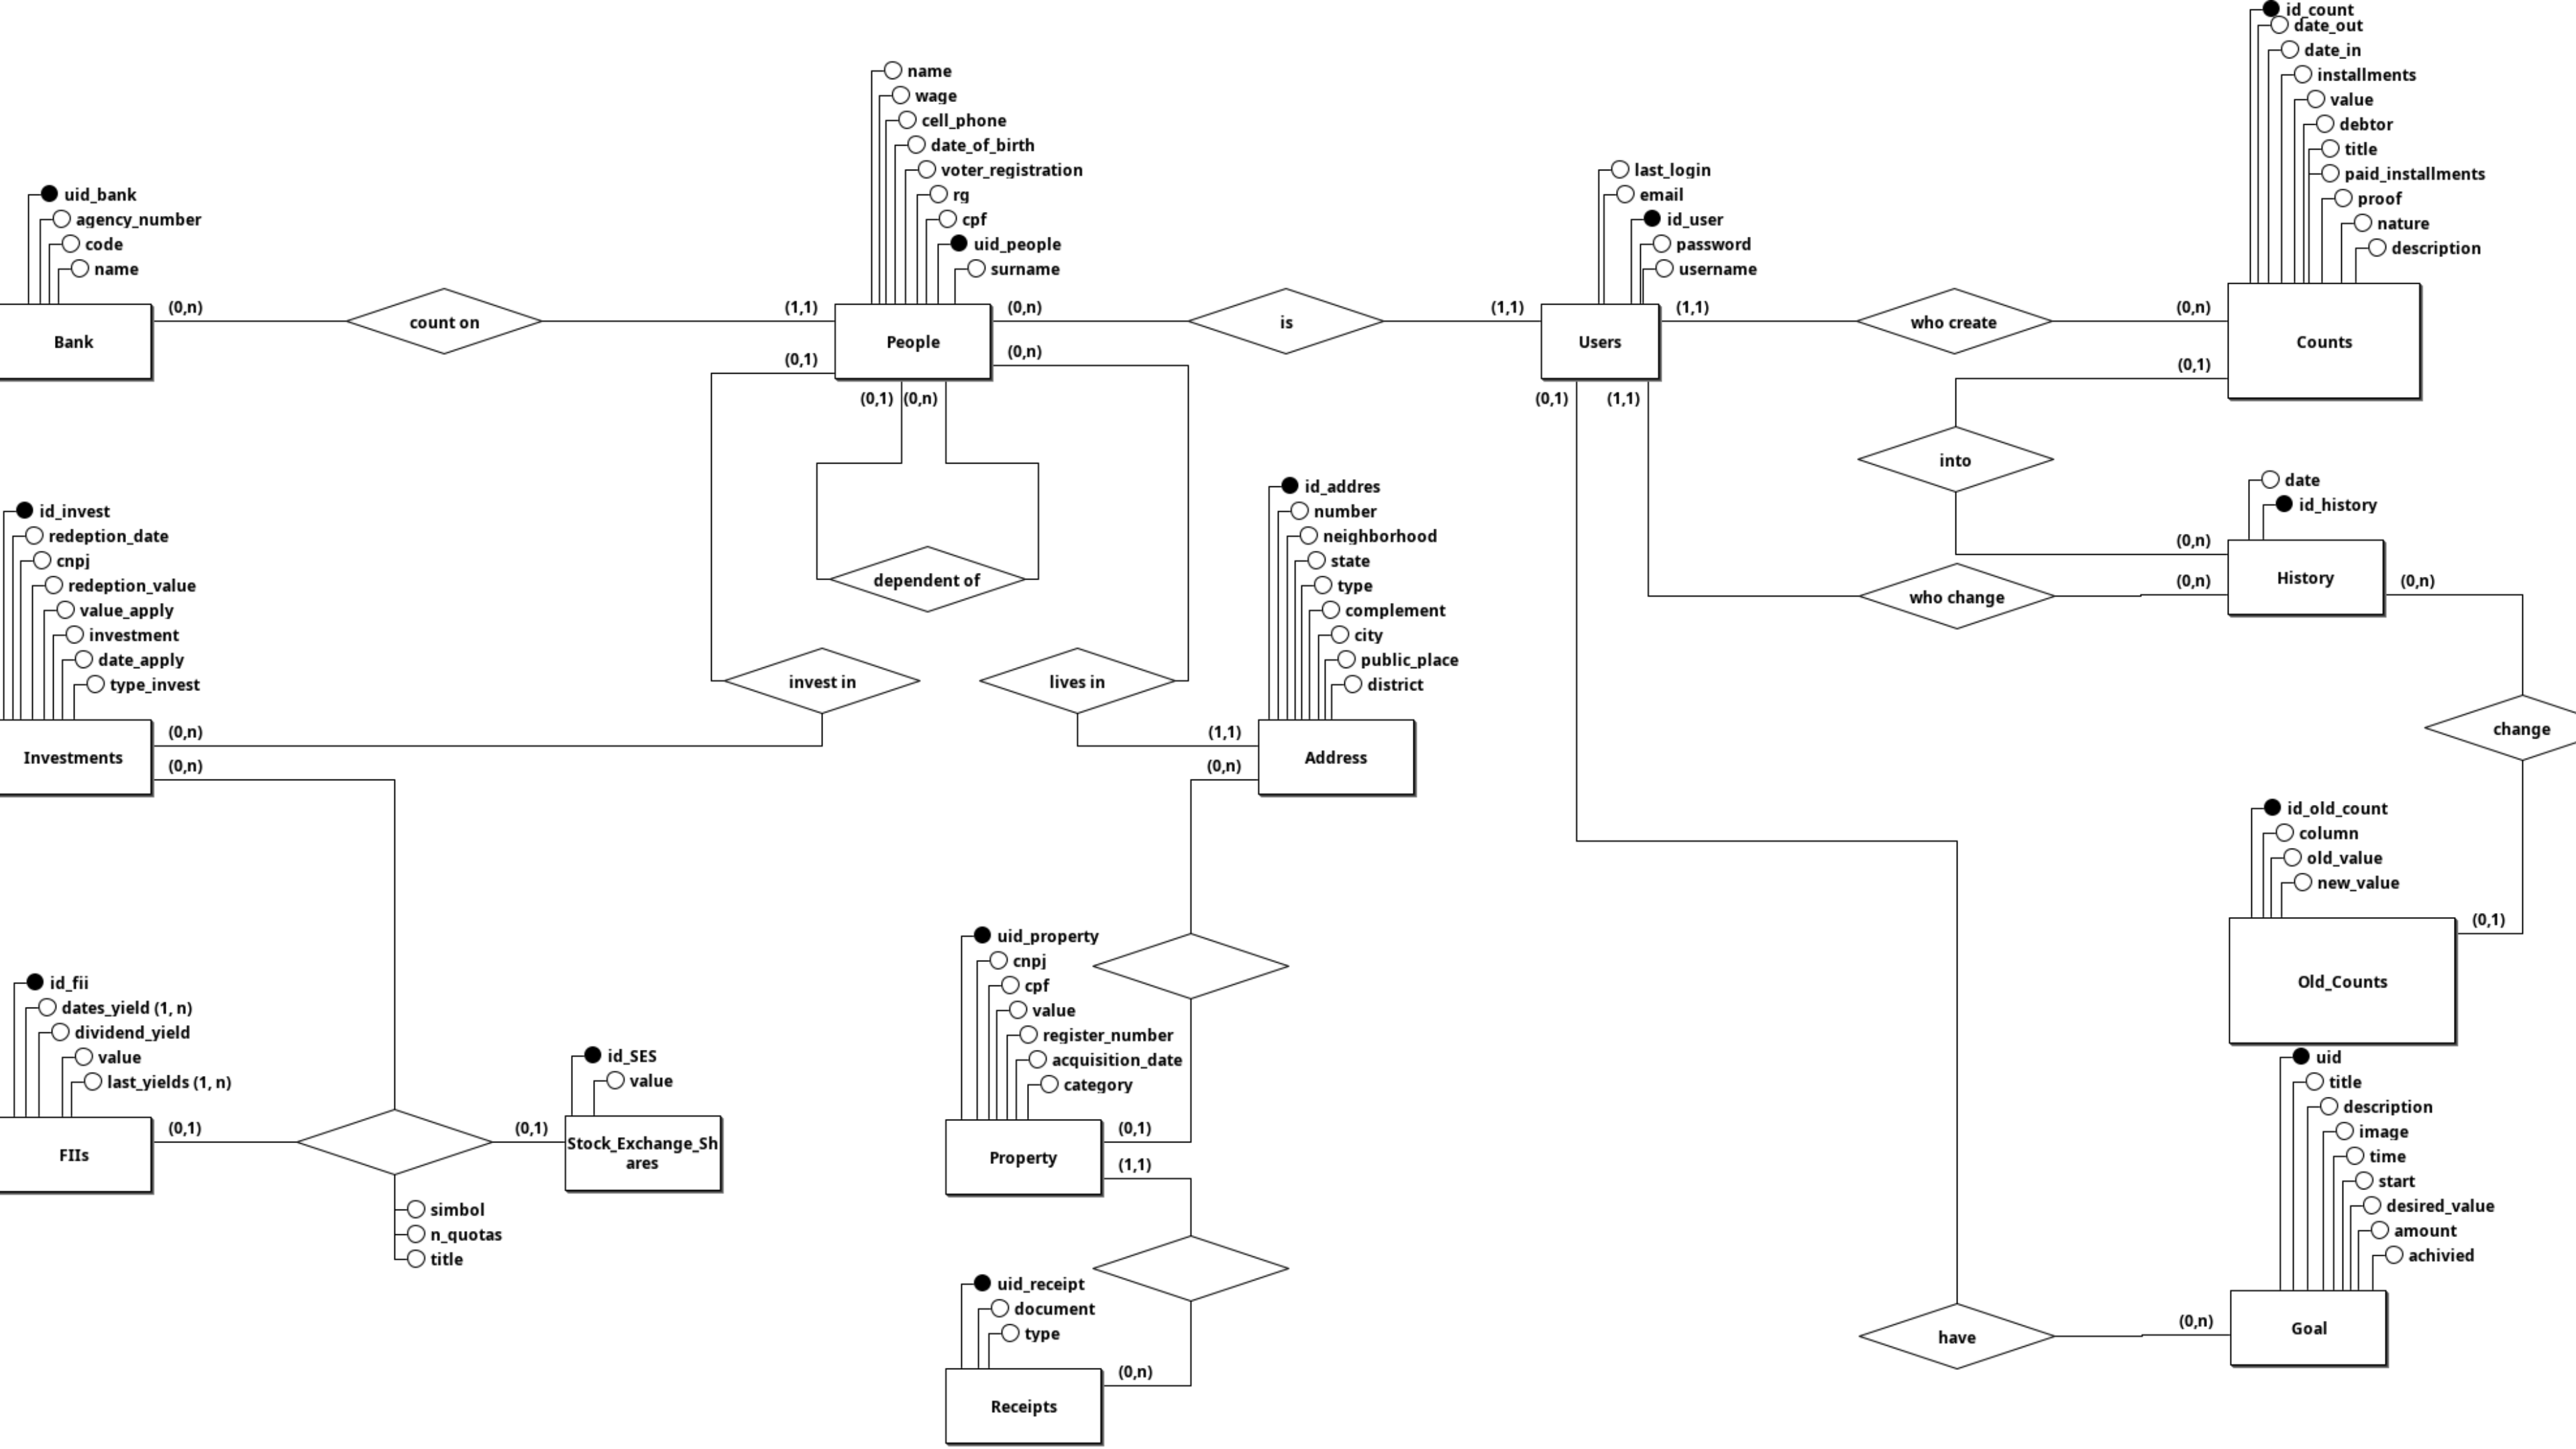 id_count
date_out
date_in
installments
value
debtor
title
paid_installments
proof
nature
description
name
wage
cell_phone
date_of_birth
voter_registration
rg
cpf
uid_people
surname
last_login
email
id_user
password
username
uid_bank
agency_number
code
name
Bank
(0,n)
count on
(1,1)
People
(0,n)
is
(1,1)
Users
(1,1)
who create
(0,n)
Counts
(0,1)
(0,n)
(0,1)
(0,1)
(0,n)
(0,1)
(1,1)
into
date
id_history
(0,n)
History
(0,n)
(0,n)
who change
dependent of
invest in
lives in
id_addres
number
neighborhood
state
type
complement
city
public_place
district
(1,1)
Address
(0,n)
id_invest
redeption_date
cnpj
redeption_value
value_apply
investment
date_apply
type_invest
(0,n)
Investments
(0,n)
change
id_old_count
column
old_value
new_value
(0,1)
Old_Counts
uid_property
cnpj
cpf
value
register_number
acquisition_date
category
(0,1)
Property
(1,1)
id_fii
dates_yield (1, n)
dividend_yield
value
last_yields (1, n)
FIIs
(0,1)
(0,1)
id_SES
value
Stock_Exchange_Sh
ares
simbol
n_quotas
title
uid_receipt
document
type
(0,n)
Receipts
uid
title
description
image
time
start
desired_value
amount
achivied
have
(0,n)
Goal